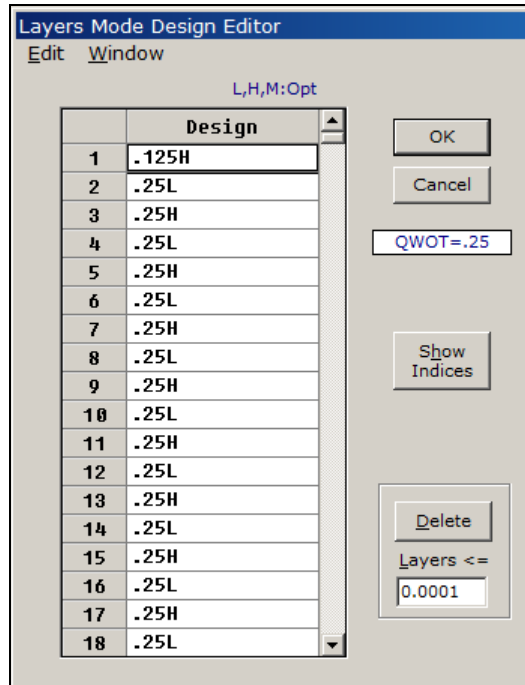 Layers Mode Design Editor
Edit Window
L,H,M:Opt
Design
1 .125H
2 .25L
3 .25H
4 .25L
5 .25H
6 .25L
7 .25H
8 .25L
9 .25H
10 .25L
11 .25H
12 .25L
13 .25H
14 .25L
15 .25H
16 .25L
17 .25H
18 .25L
OK
Cancel
QWOT=.25
Show
Indices
Delete
Layers <=
0.0001